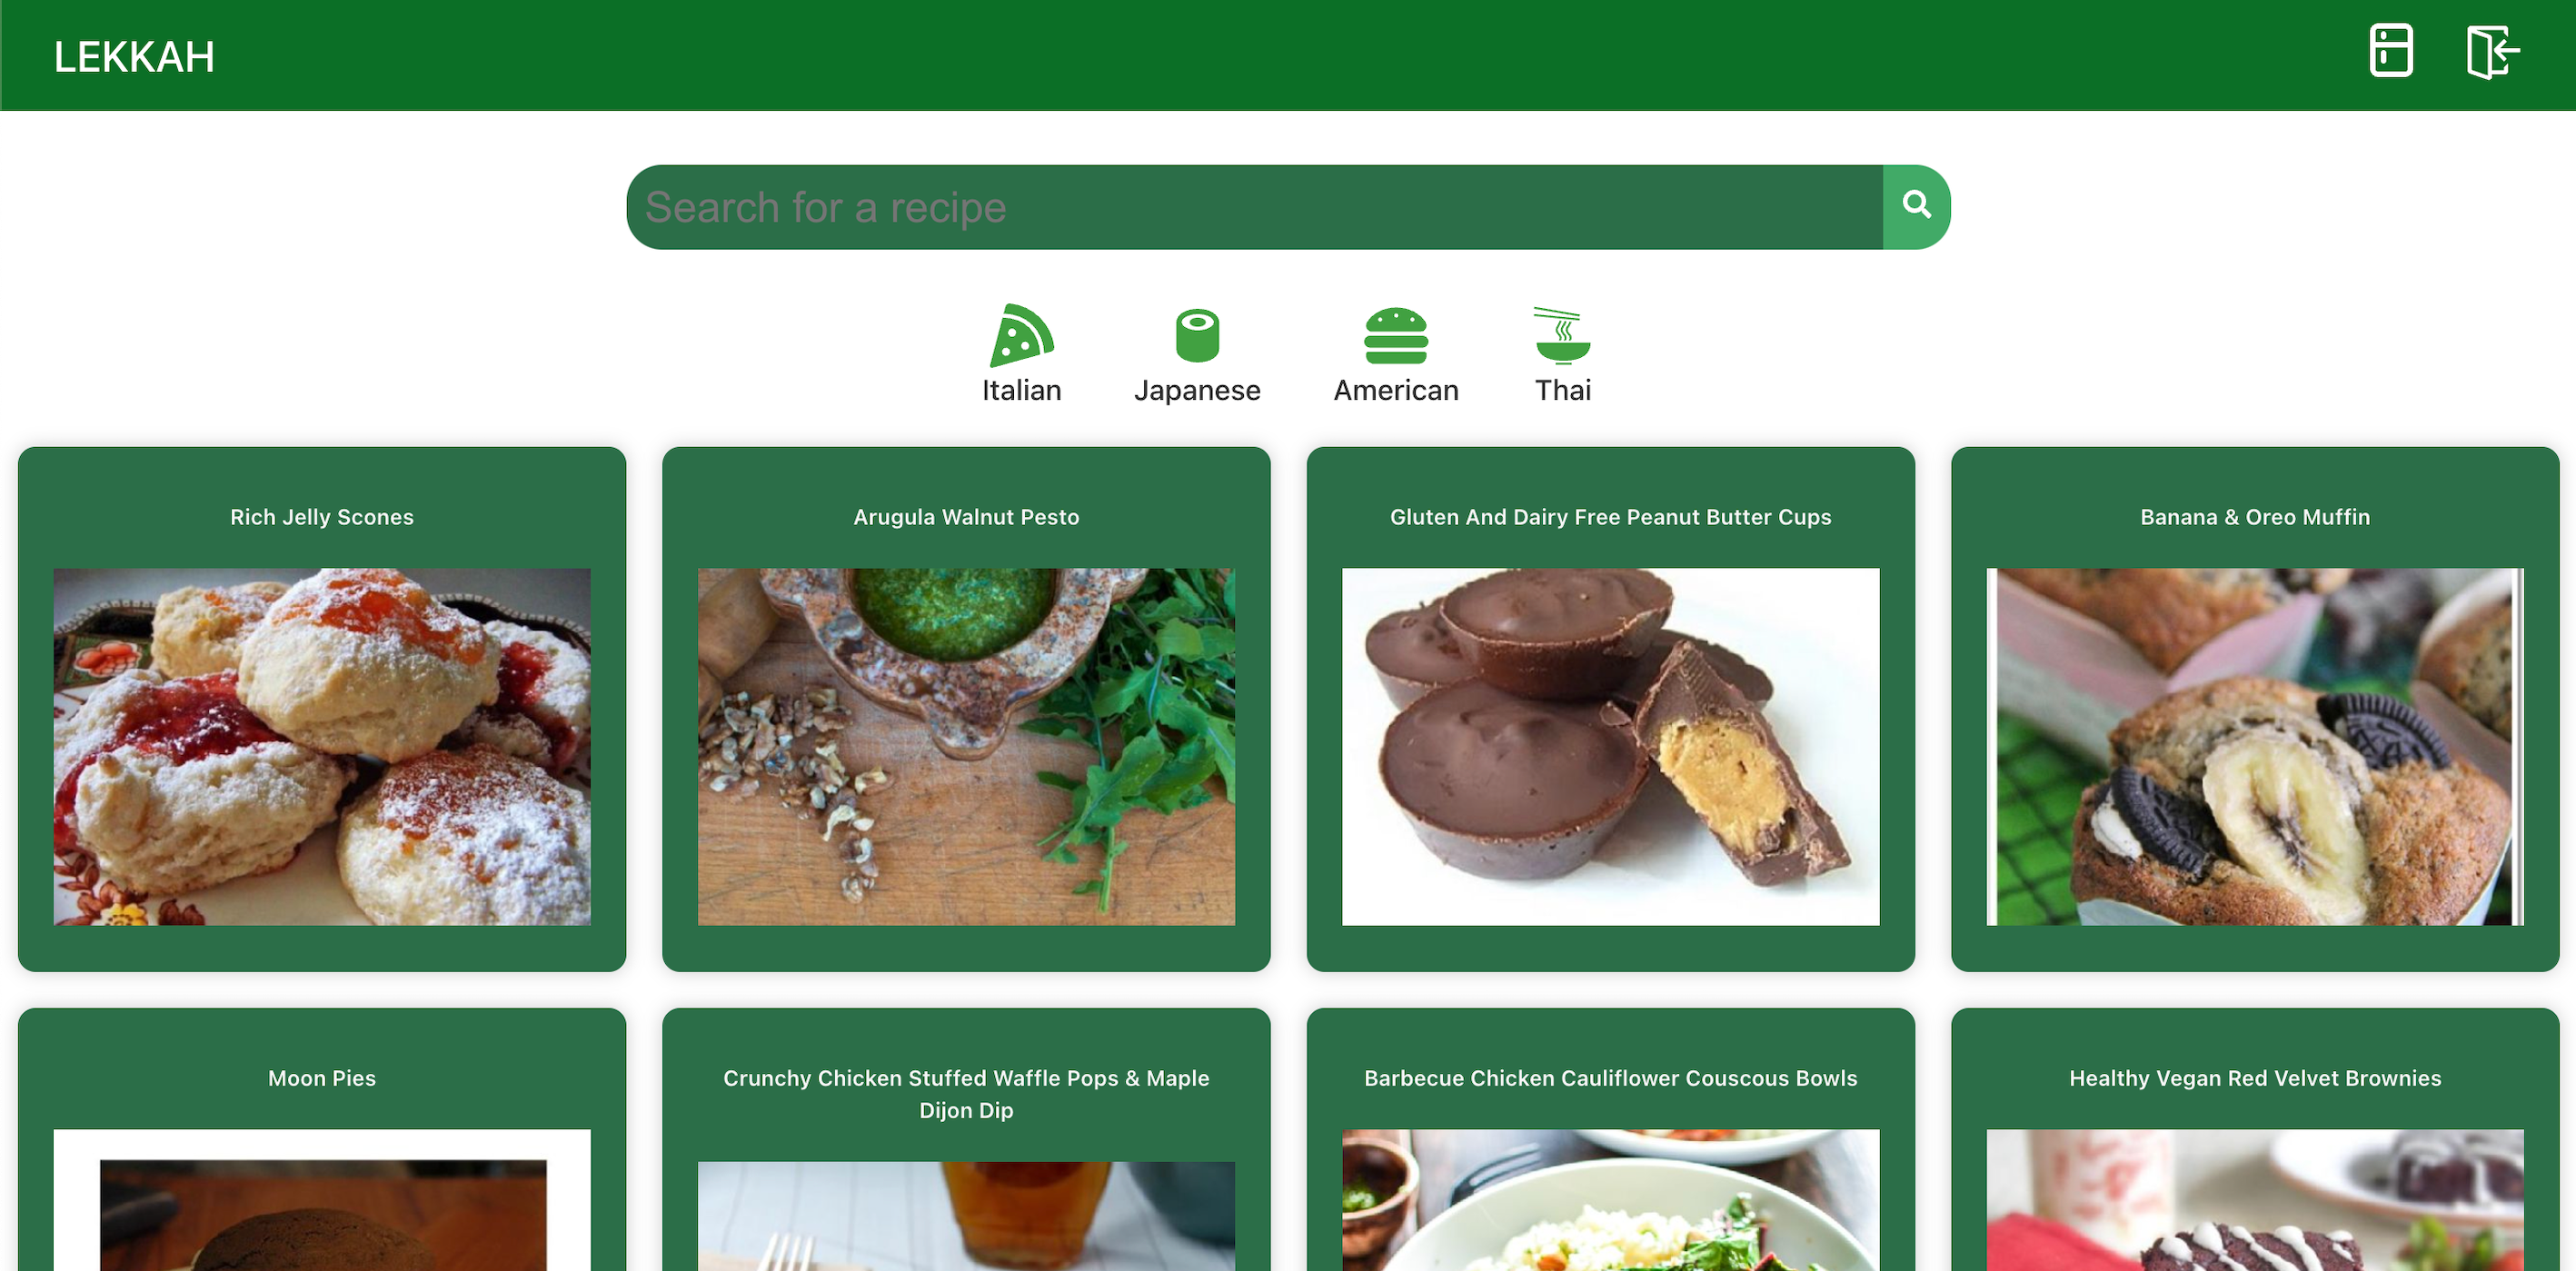 LEKKAH
Search for a recipe
Italian
Japanese
American
Thai
Rich Jelly Scones
Arugula Walnut Pesto
Gluten And Dairy Free Peanut Butter Cups
Banana & Oreo Muffin
Moon Pies
Crunchy Chicken Stuffed Waffle Pops & Maple
Dijon Dip
Barbecue Chicken Cauliflower Couscous Bowls
Healthy Vegan Red Velvet Brownies